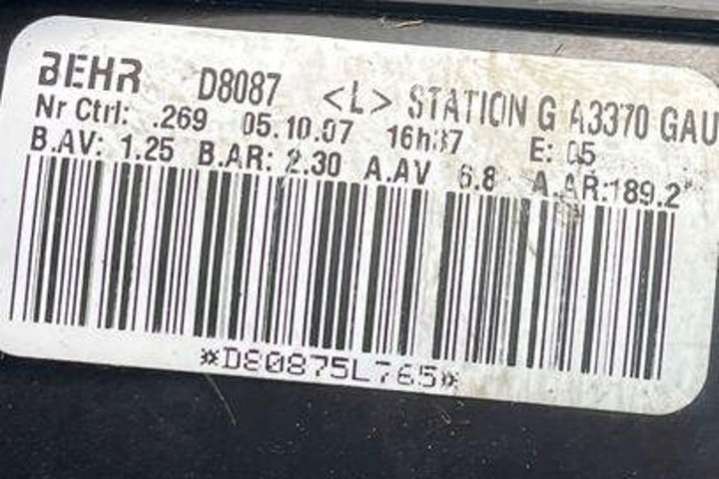 BEHR D8087 <L> STATION G A3370 GAU
Nr Ctrl: .269 05.10.07 16h37 E: 05
B.AV: 1.25 B.AR: 2.30 A.AV 6.8 A.AR:189.2*
*D80875L765*